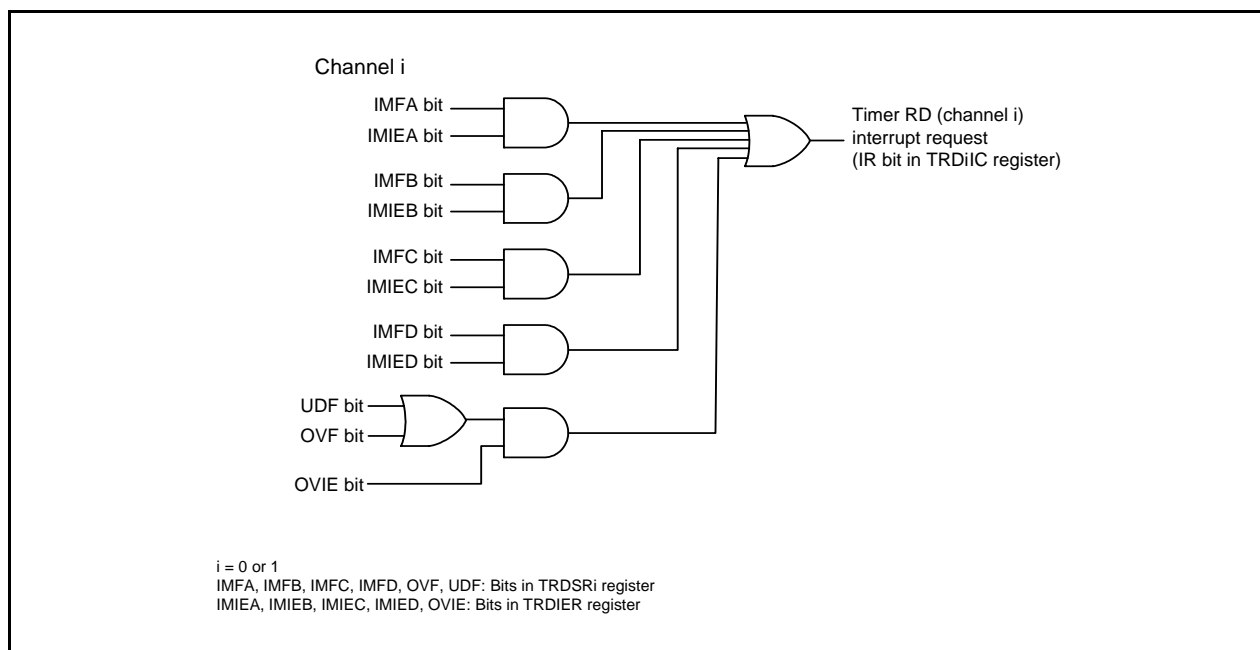 Channel i
IMFA bit
IMIEA bit
IMFB bit
IMIEB bit
IMFC bit
IMIEC bit
IMFD bit
IMIED bit
UDF bit
OVF bit
OVIE bit
Timer RD (channel i)
interrupt request
(IR bit in TRDiIC register)
i = 0 or 1
IMFA, IMFB, IMFC, IMFD, OVF, UDF: Bits in TRDSRi register
IMIEA, IMIEB, IMIEC, IMIED, OVIE: Bits in TRDIER register